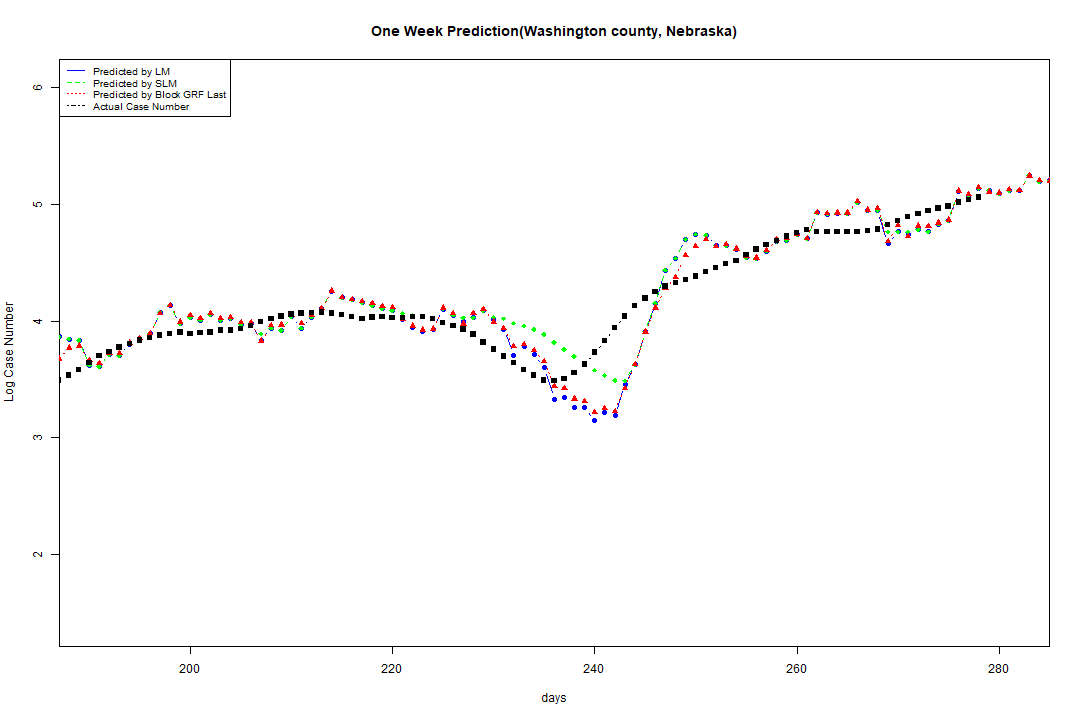 One Week Prediction(Washington county, Nebraska)
Predicted by LM
Predicted by SLM
Predicted by Block GRF Last
Actual Case Number
6
5
4
3
2
Log Case Number
200 220 240 260 280
days